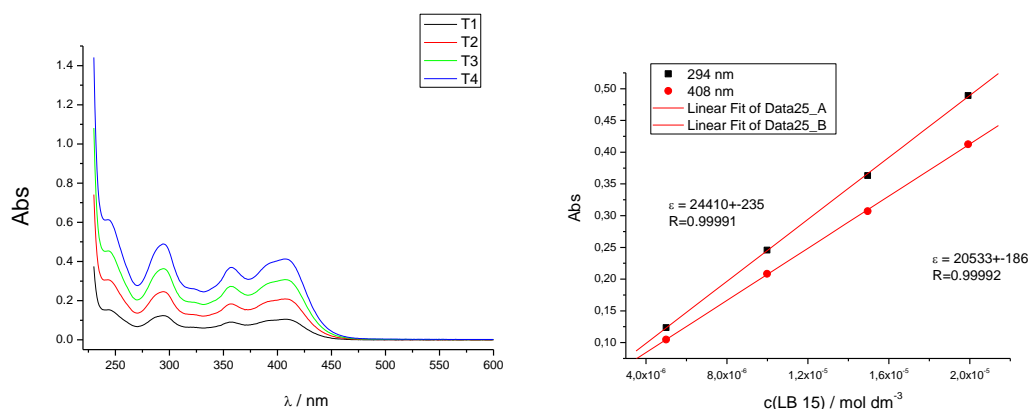 T1
T2
T3
T4
1.4
1.2
1.0
0.8
0.6
0.4
0.2
0.0
250
300
350
400
450
500
550
600
Abs
λ / nm
294 nm
408 nm
Linear Fit of Data25_A
Linear Fit of Data25_B
0,50
0,45
0,40
0,35
0,30
0,25
0,20
0,15
0,10
Abs
ε = 24410+-235
R=0.99991
ε = 20533+-186
R=0.99992
4,0x10⁻⁶
8,0x10⁻⁶
1,2x10⁻⁵
1,6x10⁻⁵
2,0x10⁻⁵
c(LB 15) / mol dm⁻³